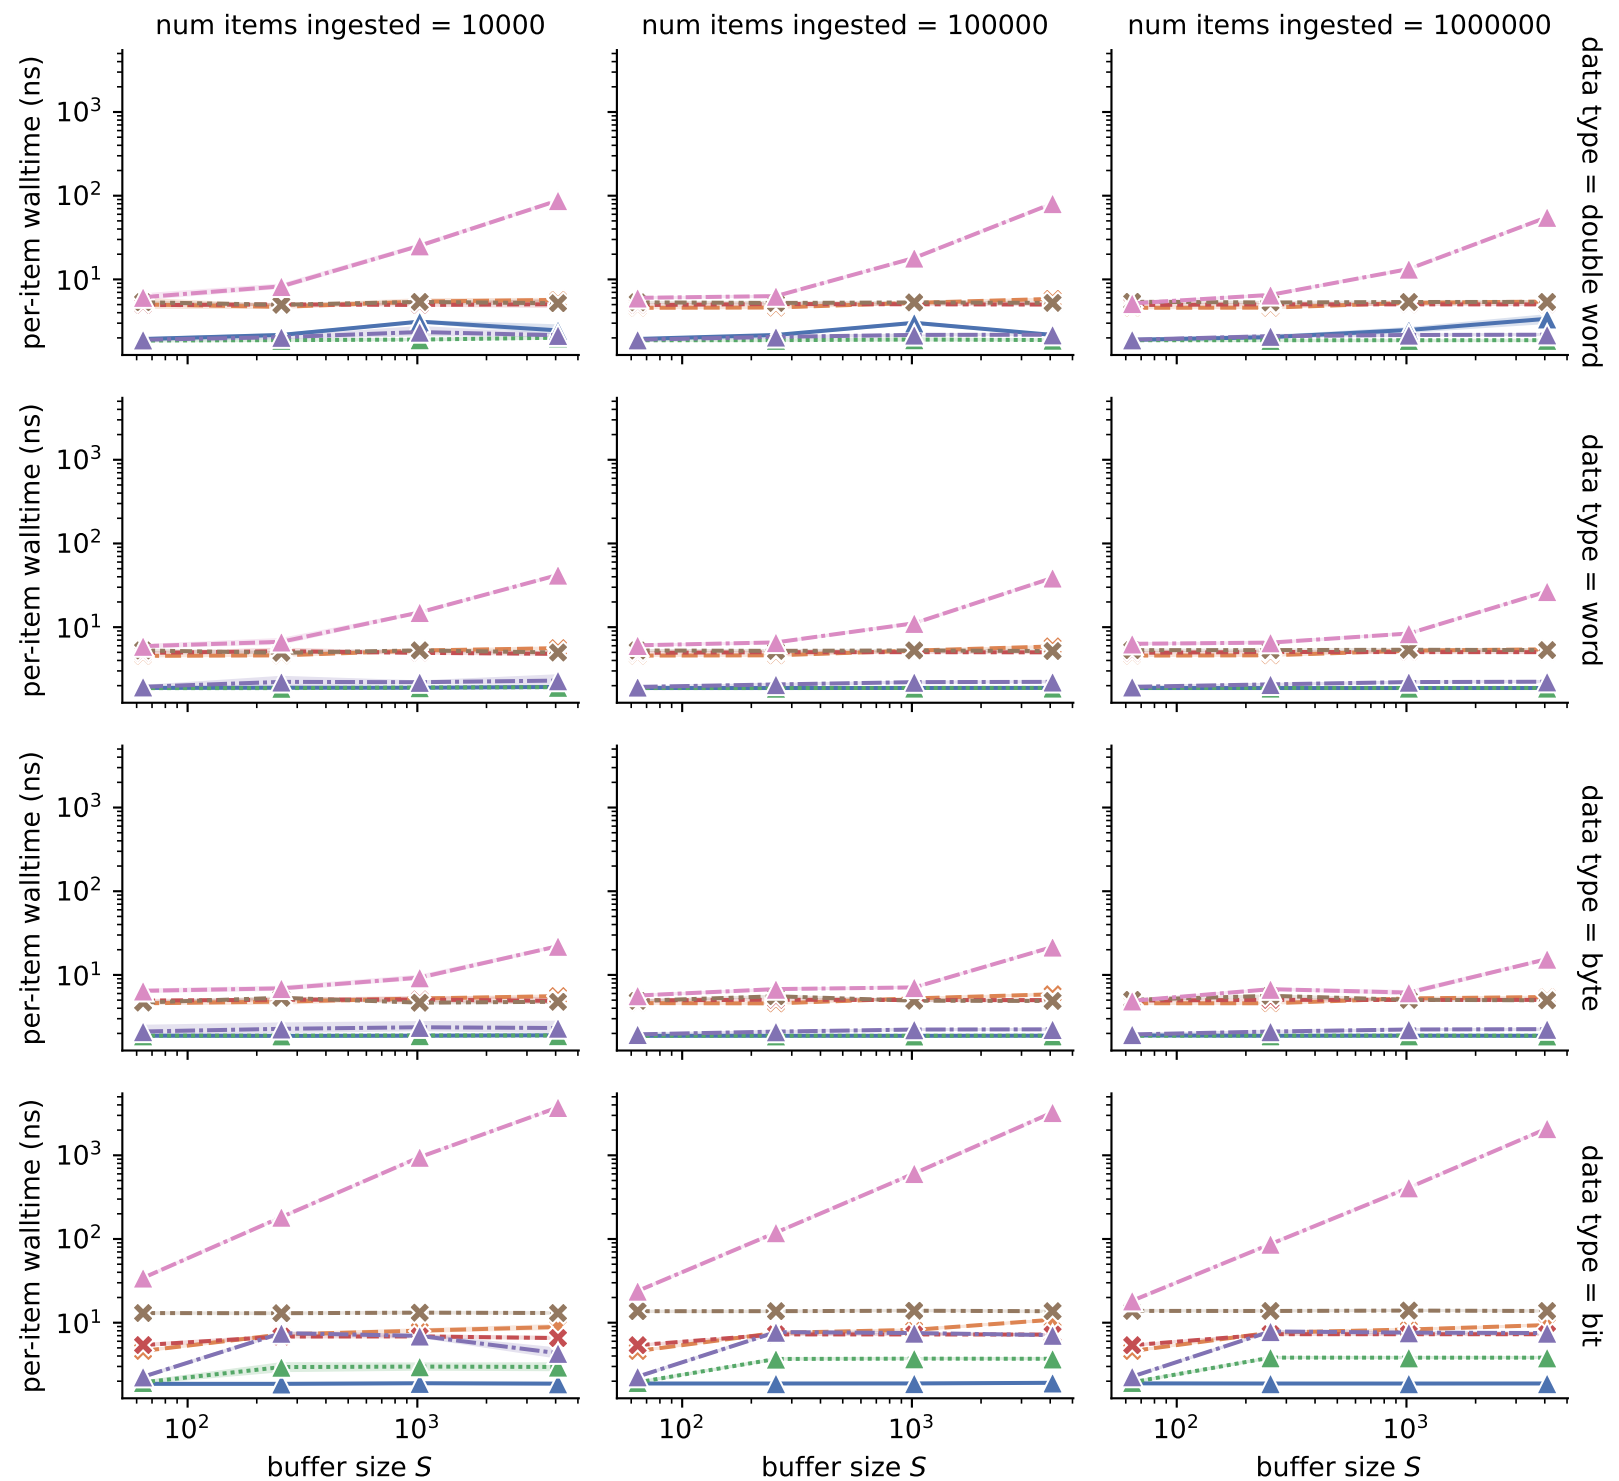 num items ingested = 10000
num items ingested = 100000
num items ingested = 1000000
per-item walltime (ns)
10³
10²
10¹
data type = double word
per-item walltime (ns)
10³
10²
10¹
data type = word
per-item walltime (ns)
10³
10²
10¹
data type = byte
per-item walltime (ns)
10³
10²
10¹
data type = bit
10² 10³
10² 10³
10² 10³
buffer size S
buffer size S
buffer size S